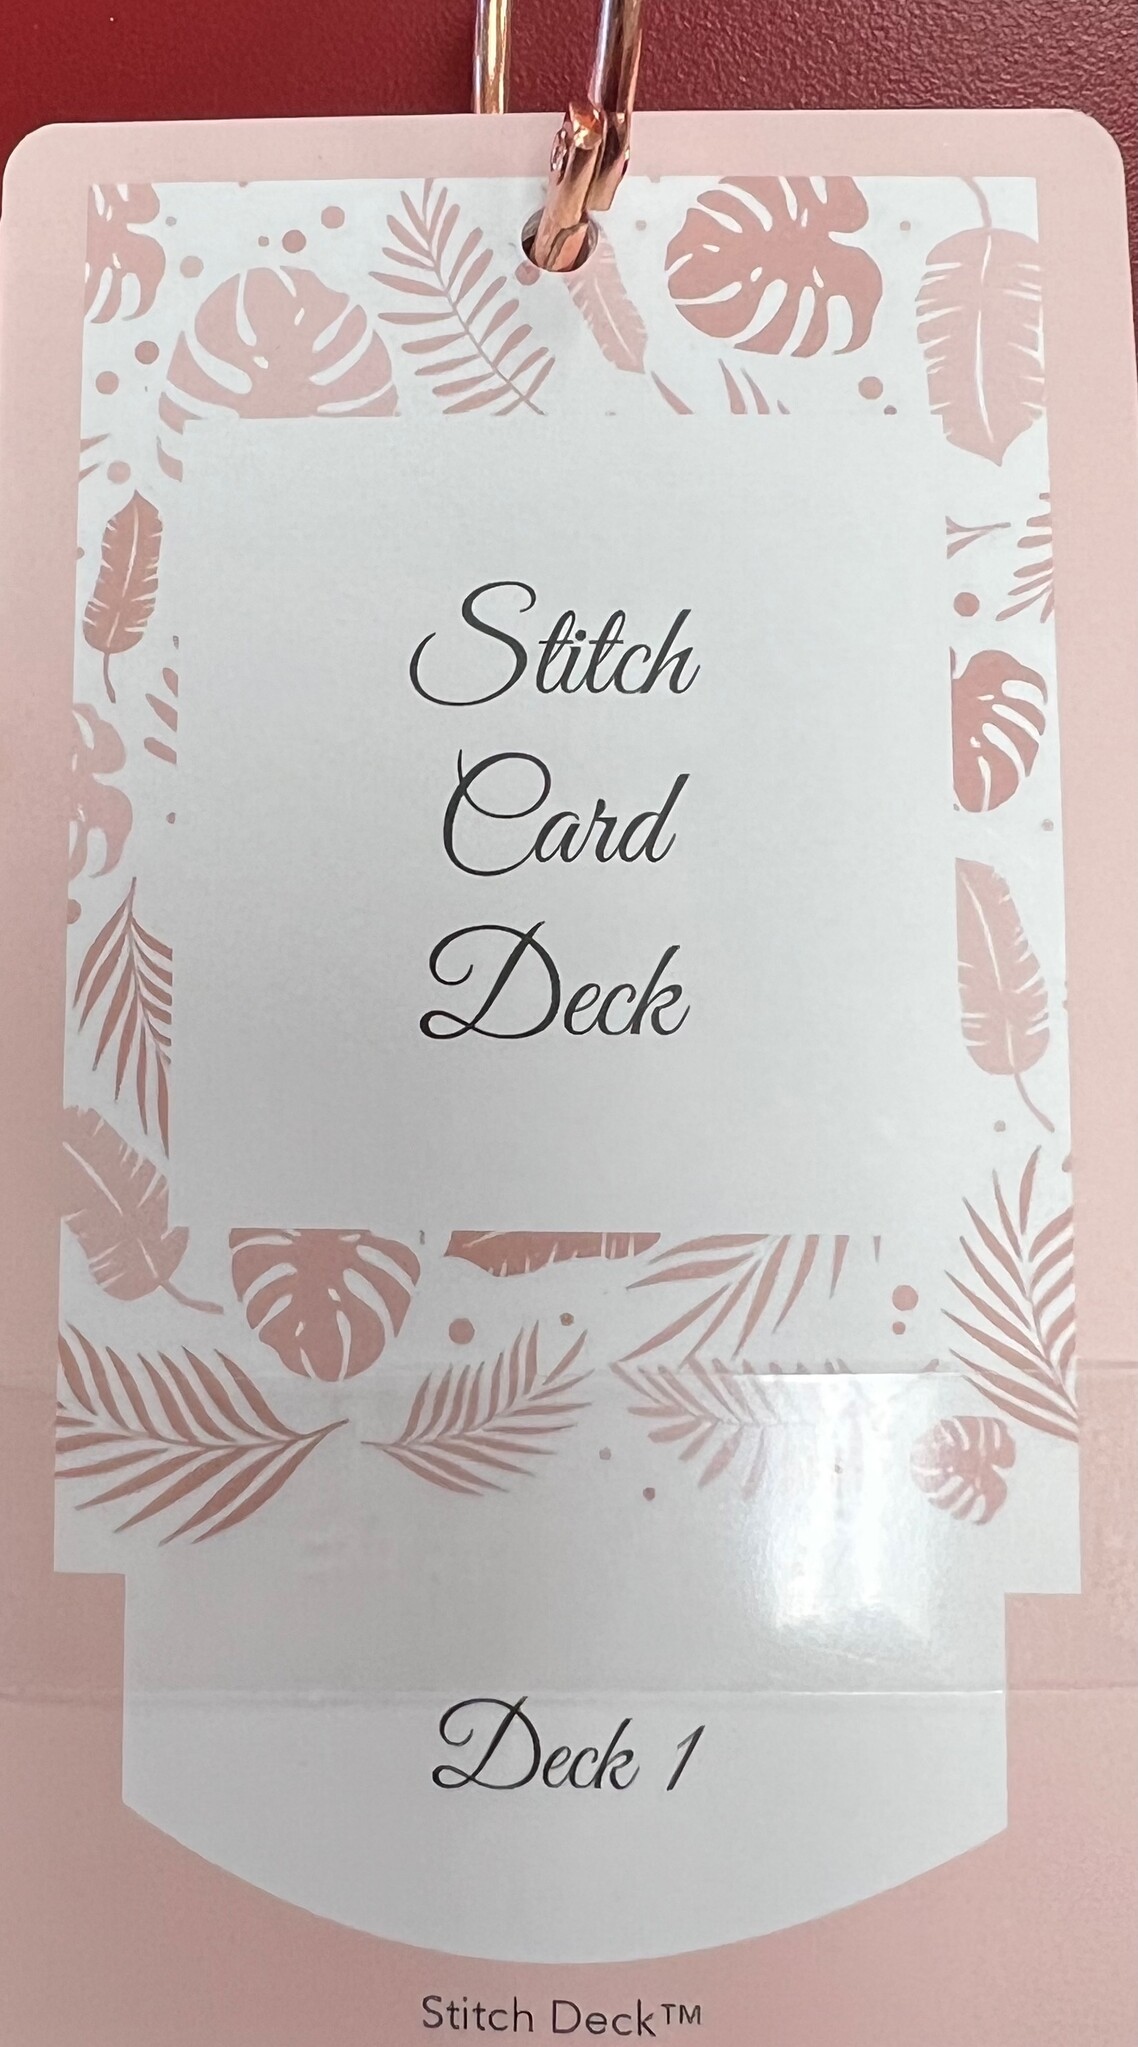 Stitch
Card
Deck
Deck 1
Stitch Deck™